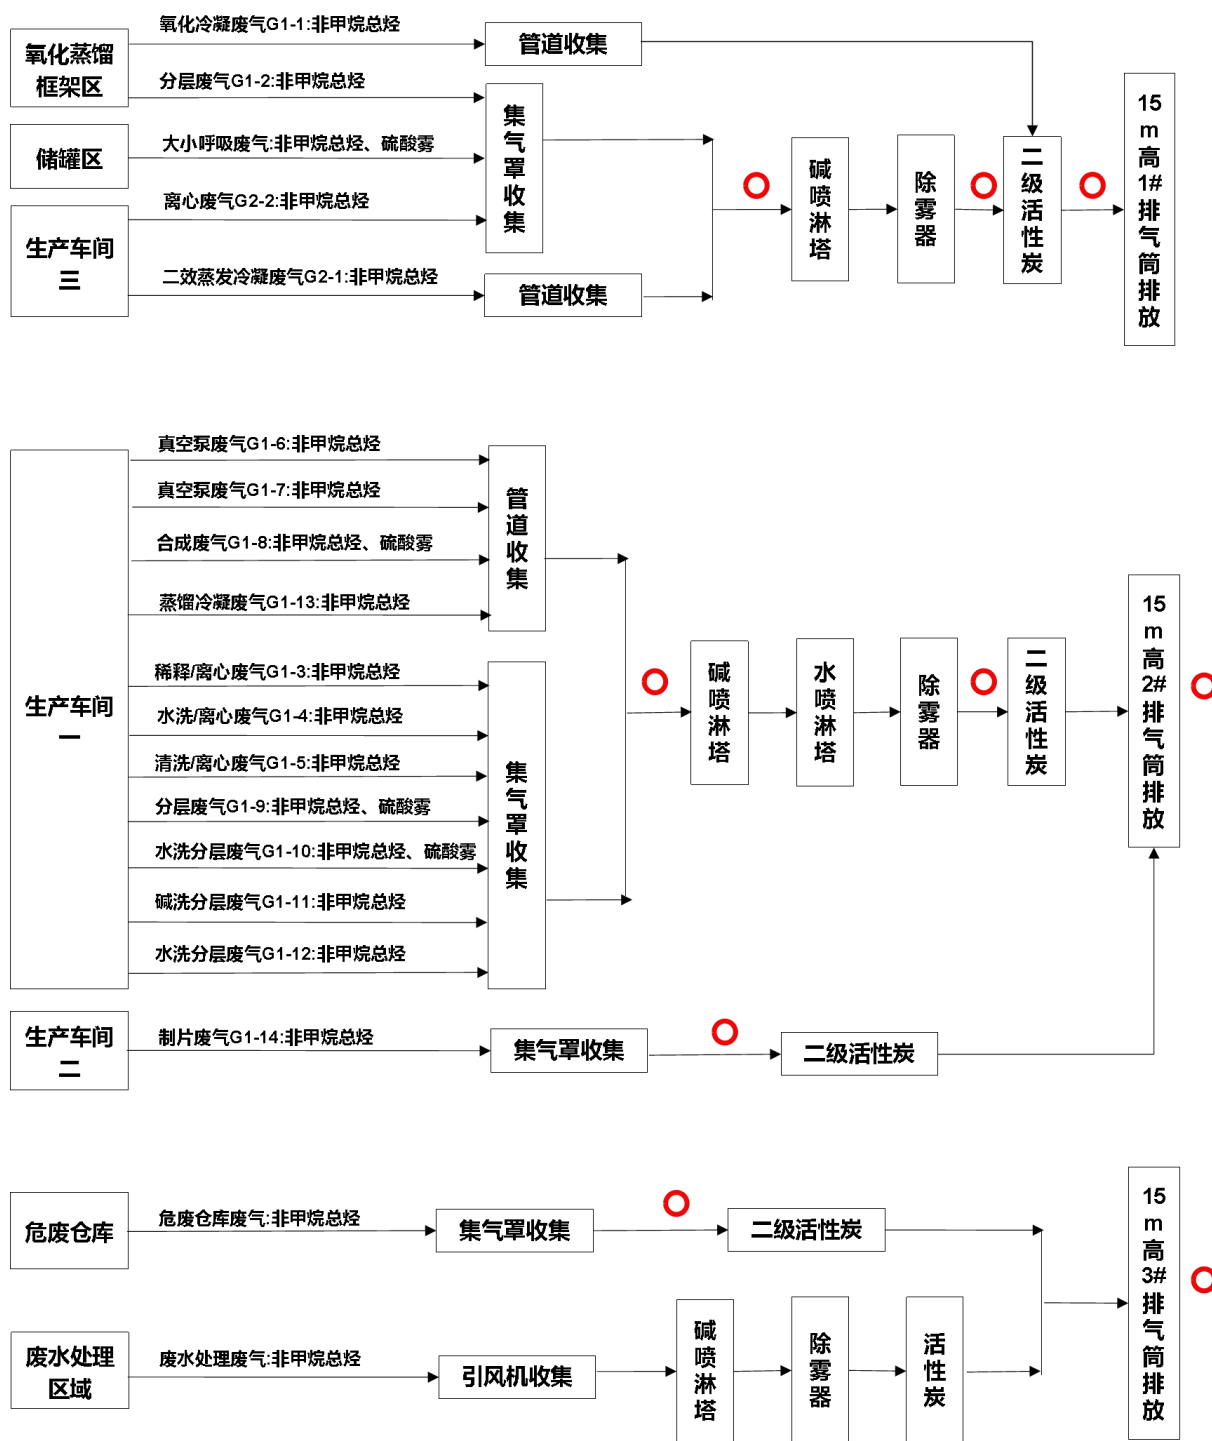 氧化冷凝废气G1-1:非甲烷总烃
氧化蒸馏
框架区
管道收集
分层废气G1-2:非甲烷总烃
集气罩收集
储罐区
大小呼吸废气:非甲烷总烃、硫酸雾
离心废气G2-2:非甲烷总烃
生产车间
三
二效蒸发冷凝废气G2-1:非甲烷总烃
管道收集
碱喷淋塔
除雾器
二级活性炭
15m高1#排气筒排放
真空泵废气G1-6:非甲烷总烃
真空泵废气G1-7:非甲烷总烃
合成废气G1-8:非甲烷总烃、硫酸雾
蒸馏冷凝废气G1-13:非甲烷总烃
管道收集
生产车间
一
稀释/离心废气G1-3:非甲烷总烃
水洗/离心废气G1-4:非甲烷总烃
清洗/离心废气G1-5:非甲烷总烃
分层废气G1-9:非甲烷总烃、硫酸雾
水洗分层废气G1-10:非甲烷总烃、硫酸雾
碱洗分层废气G1-11:非甲烷总烃
水洗分层废气G1-12:非甲烷总烃
集气罩收集
碱喷淋塔
水喷淋塔
除雾器
二级活性炭
15m高2#排气筒排放
生产车间
二
制片废气G1-14:非甲烷总烃
集气罩收集
二级活性炭
危废仓库
危废仓库废气:非甲烷总烃
集气罩收集
二级活性炭
15m高3#排气筒排放
废水处理
区域
废水处理废气:非甲烷总烃
引风机收集
碱喷淋塔
除雾器
活性炭